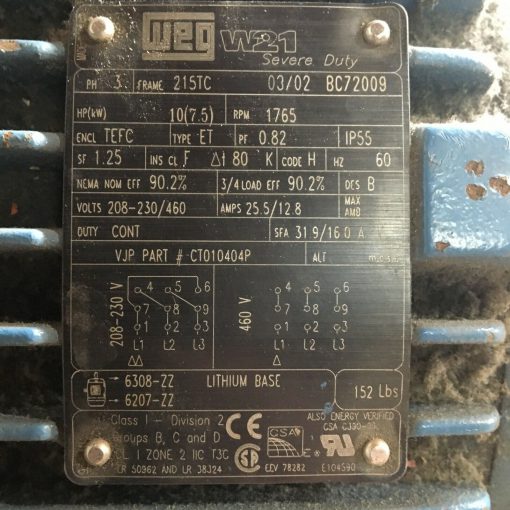 WEG W21
Severe Duty
PH 3 FRAME 215TC 03/02 BC72009
HP(kW) 10(7.5) RPM 1765
ENCL TEFC TYPE ET PF 0.82 IP55
SF 1.25 INS CL F Δt 80 K CODE H HZ 60
NEMA NOM EFF 90.2% 3/4 LOAD EFF 90.2% DES B
VOLTS 208-230/460 AMPS 25.5/12.8 MAX AMB
DUTY CONT SFA 31.9/16.0 A
VJP PART # CT010404P ALT
208-230 V 460 V
4 5 6 4 5 6
7 8 9 7 8 9
1 2 3 1 2 3
L1 L2 L3 L1 L2 L3
ΔΔ Δ
6308-ZZ LITHIUM BASE
6207-ZZ 152 Lbs
Class I - Division 2 CE ALSO ENERGY VERIFIED
Groups B, C and D CSA
CL I ZONE 2 IIC T3C SP CSA E UR
LR 50962 AND LR 38324 EEV 78282 E104590